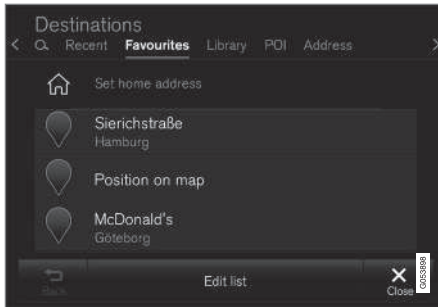 Destinations
Recent Favourites Library POI Address
Set home address
Sierichstraße
Hamburg
Position on map
McDonald's
Göteborg
Back Edit list Close
G053898